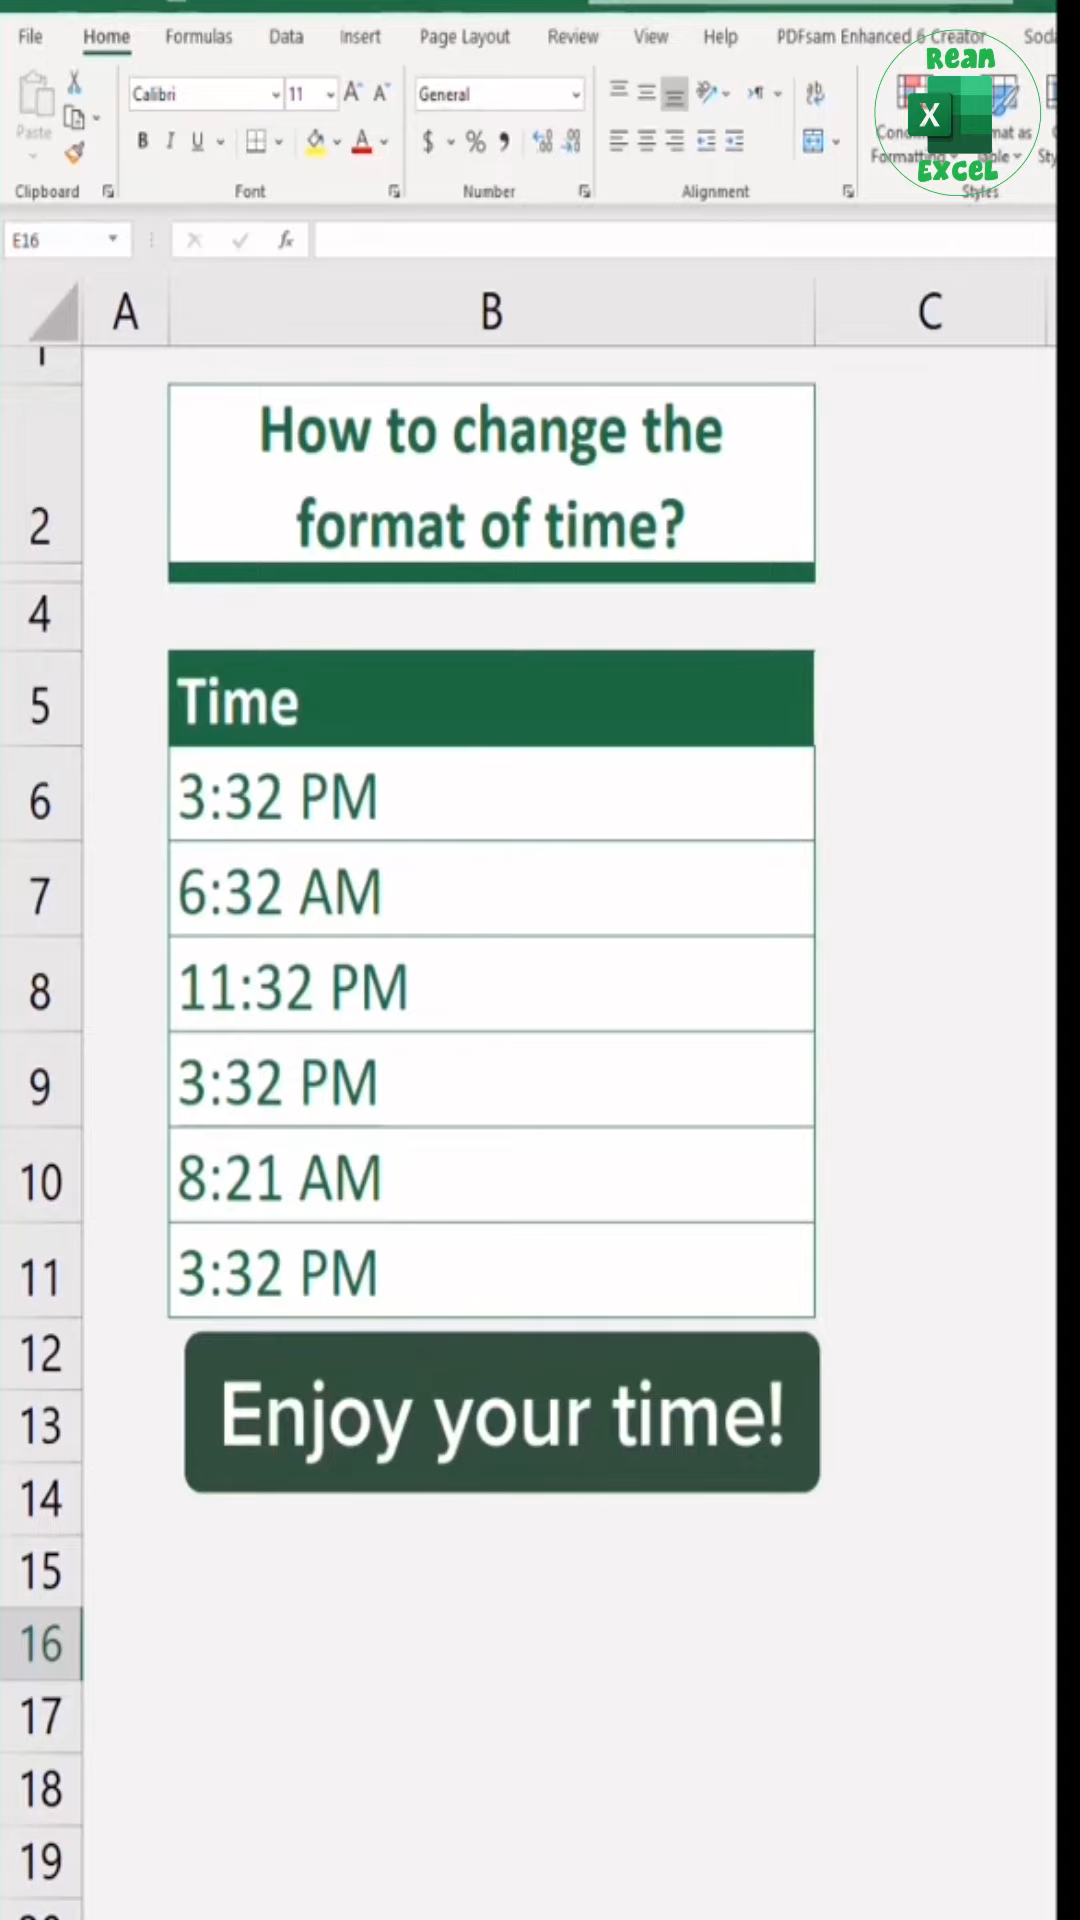 File Home Formulas Data Insert Page Layout Review View Help PDFsam Enhanced 6 Creator
Rean
Excel
Calibri 11 General
Paste
B I U
Clipboard Font Number Alignment Styles
E16 fx
A B C
1
2 How to change the
format of time?
4
5 Time
6 3:32 PM
7 6:32 AM
8 11:32 PM
9 3:32 PM
10 8:21 AM
11 3:32 PM
12
13 Enjoy your time!
14
15
16
17
18
19